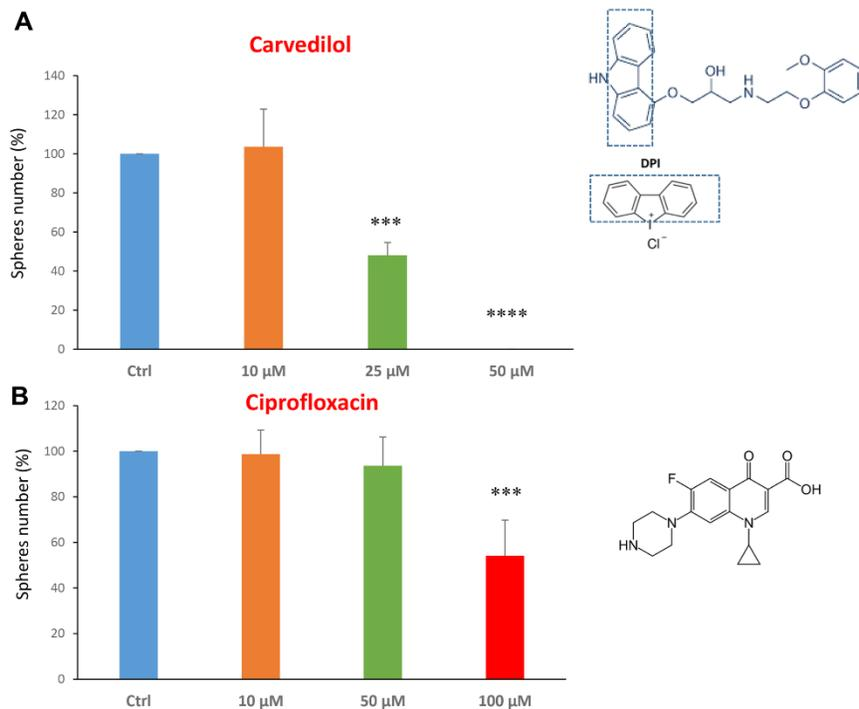 A
Carvedilol
Spheres number (%)
140
120
100
80
60
40
20
0
***
****
Ctrl
10 µM
25 µM
50 µM
HN
O
OH
N
H
O
O
DPI
I
+
Cl⁻
B
Ciprofloxacin
Spheres number (%)
120
100
80
60
40
20
0
***
Ctrl
10 µM
50 µM
100 µM
O
O
F
OH
N
N
HN